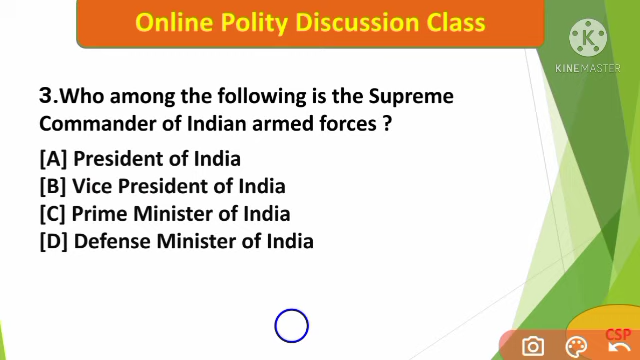 Online Polity Discussion Class
KINEMASTER
3.Who among the following is the Supreme
Commander of Indian armed forces ?
[A] President of India
[B] Vice President of India
[C] Prime Minister of India
[D] Defense Minister of India
CSP